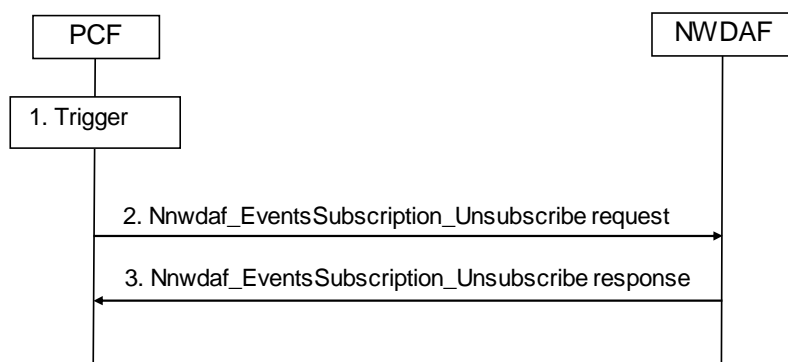 PCF
NWDAF
1. Trigger
2. Nnwdaf_EventsSubscription_Unsubscribe request
3. Nnwdaf_EventsSubscription_Unsubscribe response